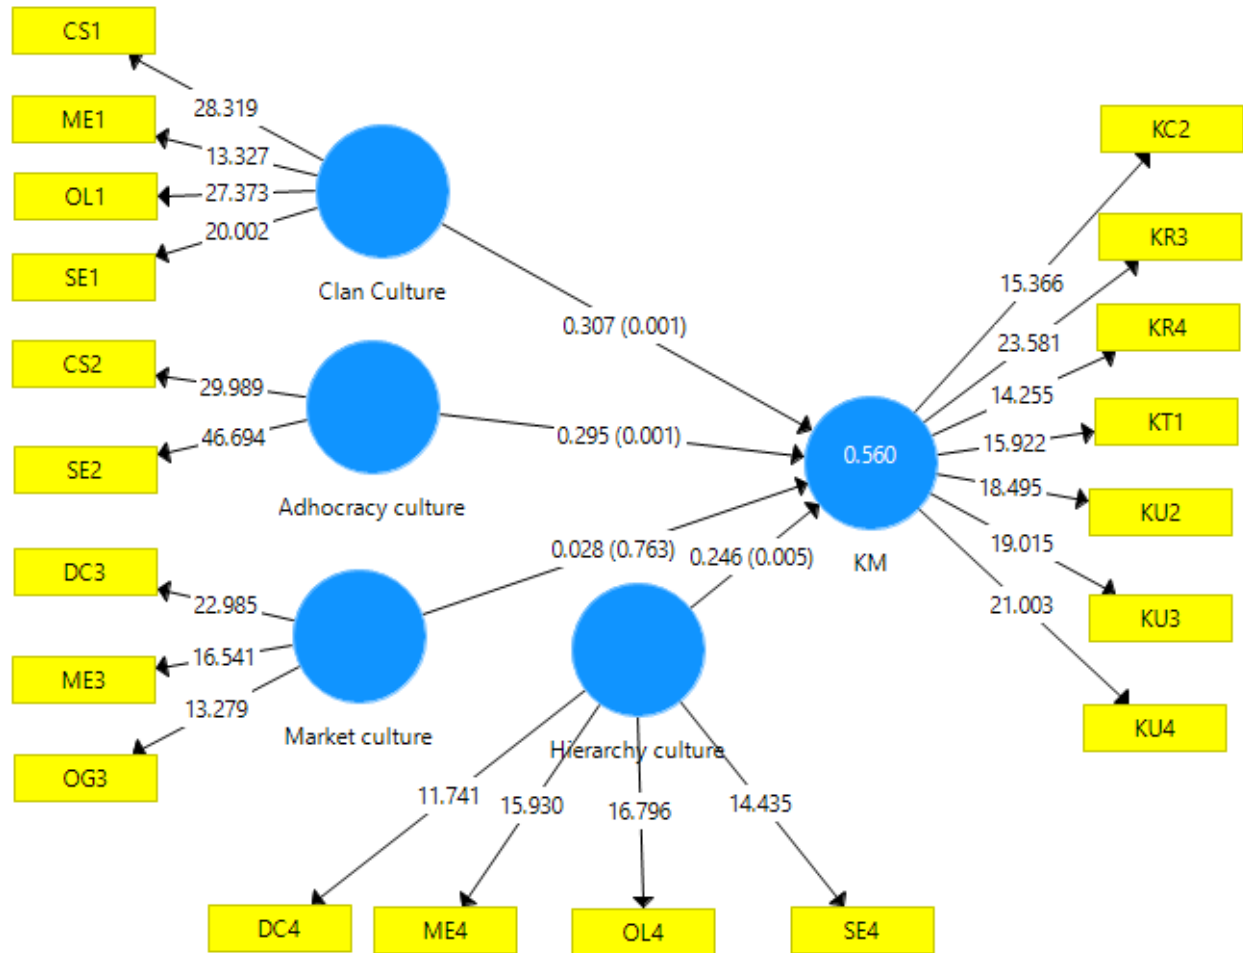 CS1
28.319
ME1
13.327
OL1
27.373
SE1
20.002
Clan Culture
0.307 (0.001)
CS2
29.989
SE2
46.694
Adhocracy culture
0.295 (0.001)
DC3
22.985
ME3
16.541
OG3
13.279
Market culture
0.028 (0.763)
Hierarchy culture
0.246 (0.005)
DC4
11.741
ME4
15.930
OL4
16.796
SE4
14.435
0.560
KM
KC2
15.366
KR3
23.581
KR4
14.255
KT1
15.922
KU2
18.495
KU3
19.015
KU4
21.003